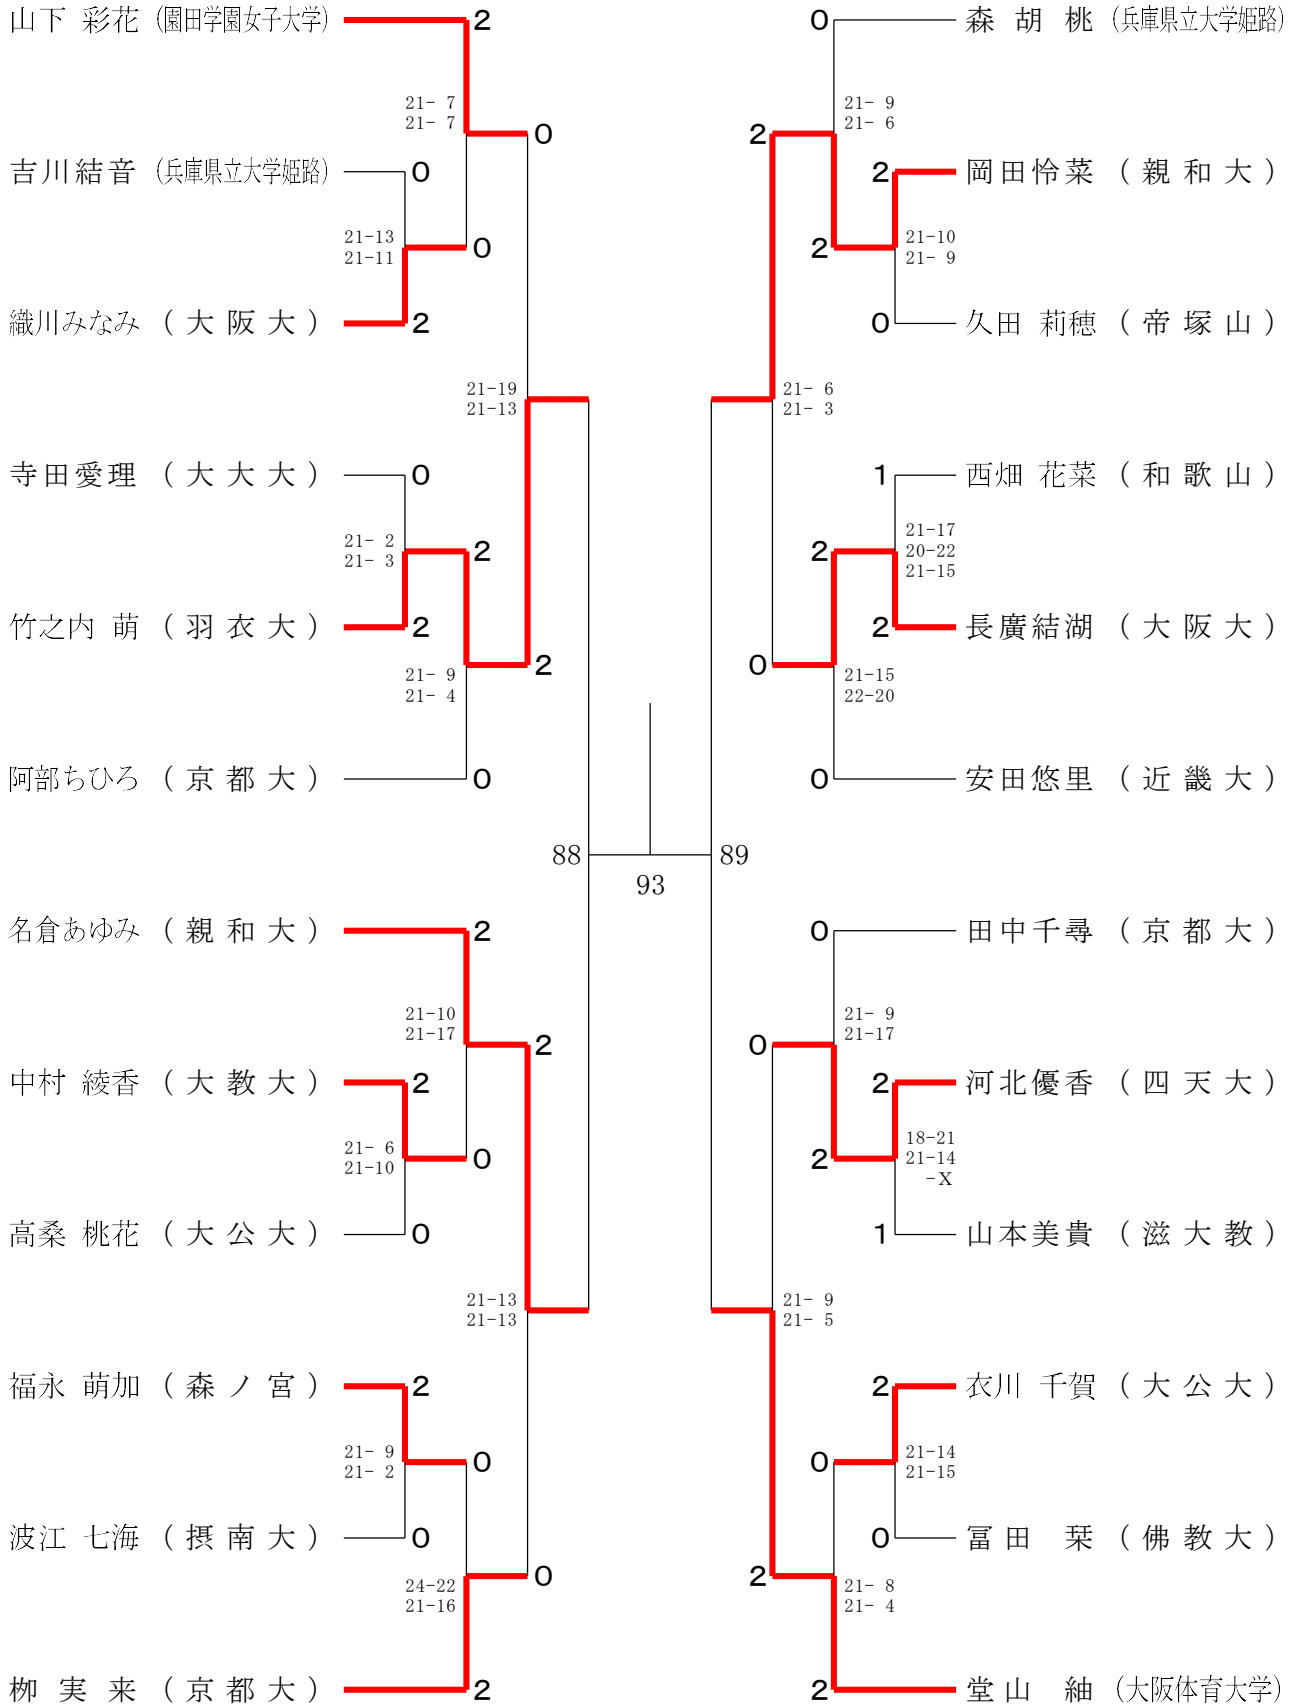 山下 彩花 (園田学園女子大学) 2
21- 7
21- 7
0
吉川結音 (兵庫県立大学姫路) 0
21-13
21-11
0
織川みなみ (大阪大) 2
21-19
21-13
寺田愛理 (大大大) 0
21- 2
21- 3
2
竹之内 萌 (羽衣大) 2
21- 9
21- 4
2
阿部ちひろ (京都大) 0
88
名倉あゆみ (親和大) 2
21-10
21-17
2
中村 綾香 (大教大) 2
21- 6
21-10
0
高桑 桃花 (大公大) 0
21-13
21-13
福永 萌加 (森ノ宮) 2
21- 9
21- 2
0
波江 七海 (摂南大) 0
24-22
21-16
0
栁 実 来 (京都大) 2
93
0 森 胡 桃 (兵庫県立大学姫路)
21- 9
21- 6
2
2 岡田怜菜 (親和大)
21-10
21- 9
2
0 久田 莉穂 (帝塚山)
21- 6
21- 3
1 西畑 花菜 (和歌山)
21-17
20-22
21-15
2
2 長廣結湖 (大阪大)
0
21-15
22-20
0 安田悠里 (近畿大)
89
0 田中千尋 (京都大)
21- 9
21-17
0
2 河北優香 (四天大)
18-21
21-14
-X
2
1 山本美貴 (滋大教)
21- 9
21- 5
2 衣川 千賀 (大公大)
21-14
21-15
0
0 冨田 栞 (佛教大)
2
21- 8
21- 4
2 堂山 紬 (大阪体育大学)